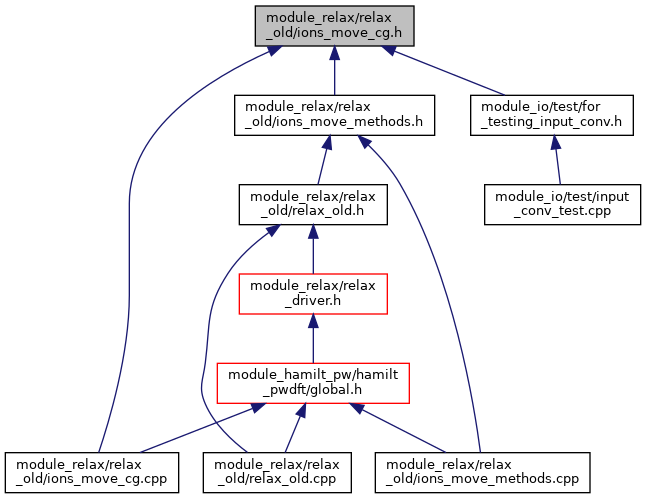 module_relax/relax
_old/ions_move_cg.h
module_relax/relax
_old/ions_move_methods.h
module_io/test/for
_testing_input_conv.h
module_relax/relax
_old/relax_old.h
module_io/test/input
_conv_test.cpp
module_relax/relax
_driver.h
module_hamilt_pw/hamilt
_pwdft/global.h
module_relax/relax
_old/ions_move_cg.cpp
module_relax/relax
_old/relax_old.cpp
module_relax/relax
_old/ions_move_methods.cpp